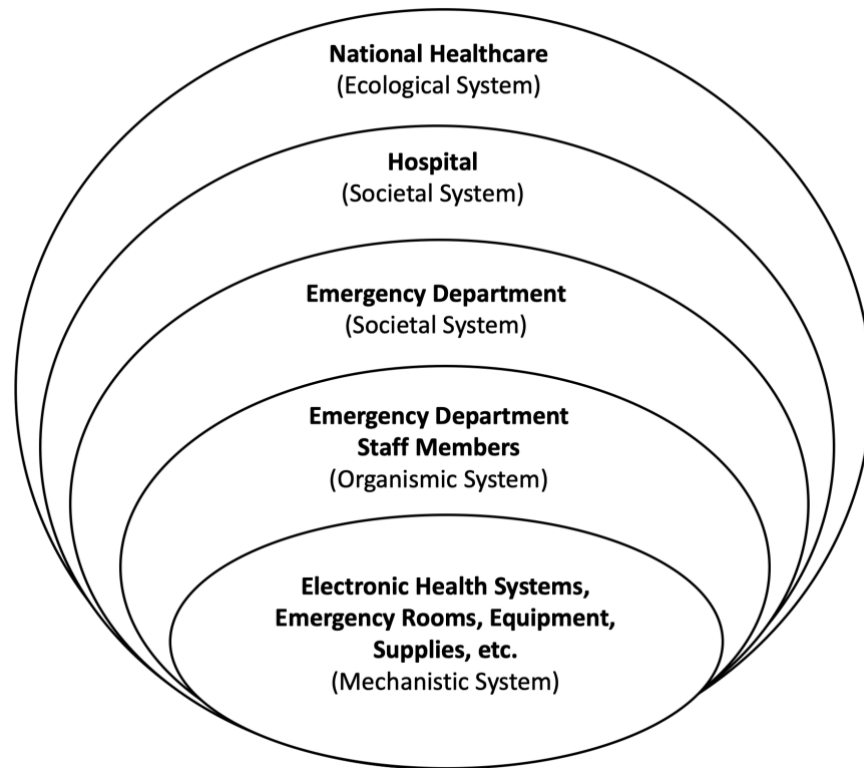 National Healthcare
(Ecological System)
Hospital
(Societal System)
Emergency Department
(Societal System)
Emergency Department
Staff Members
(Organismic System)
Electronic Health Systems,
Emergency Rooms, Equipment,
Supplies, etc.
(Mechanistic System)